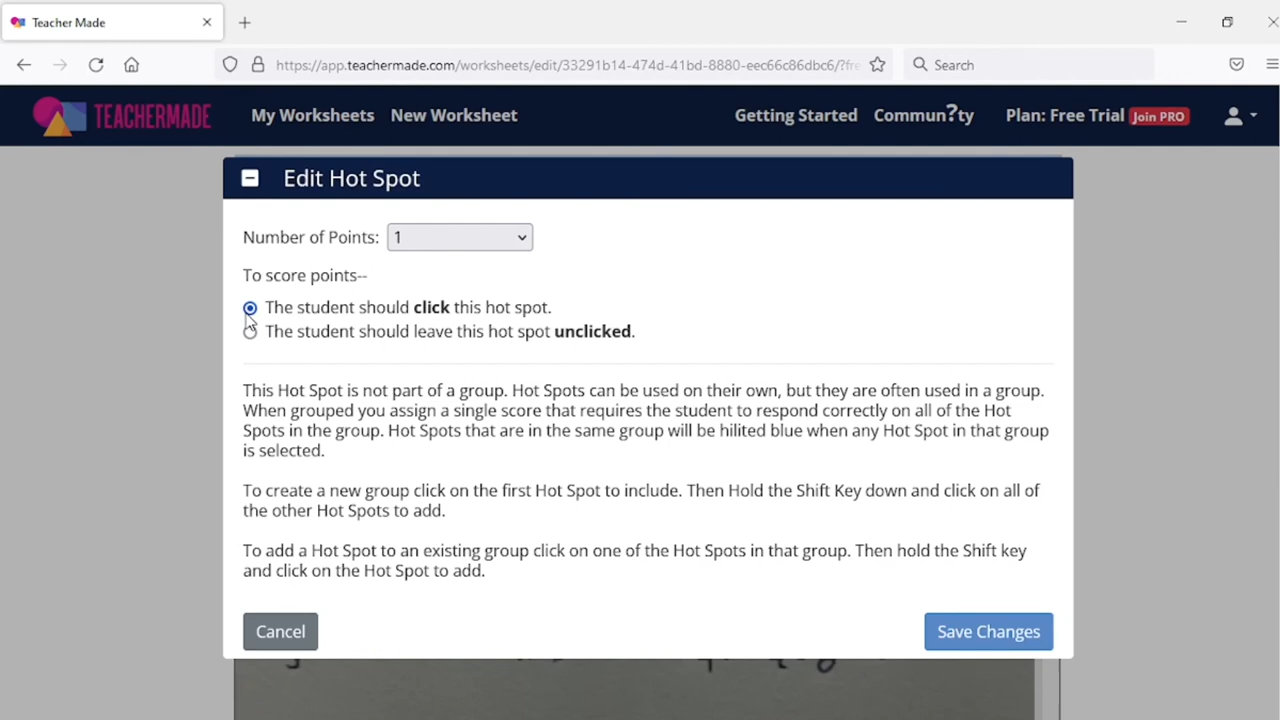 Teacher Made
https://app.teachermade.com/worksheets/edit/33291b14-474d-41bd-8880-eec66c86dbc6/?fre
Search
TEACHERMADE
My Worksheets
New Worksheet
Getting Started
Commun?ty
Plan: Free Trial
Join PRO
Edit Hot Spot
Number of Points: 1
To score points--
The student should click this hot spot.
The student should leave this hot spot unclicked.
This Hot Spot is not part of a group. Hot Spots can be used on their own, but they are often used in a group.
When grouped you assign a single score that requires the student to respond correctly on all of the Hot
Spots in the group. Hot Spots that are in the same group will be hilited blue when any Hot Spot in that group
is selected.
To create a new group click on the first Hot Spot to include. Then Hold the Shift Key down and click on all of
the other Hot Spots to add.
To add a Hot Spot to an existing group click on one of the Hot Spots in that group. Then hold the Shift key
and click on the Hot Spot to add.
Cancel
Save Changes